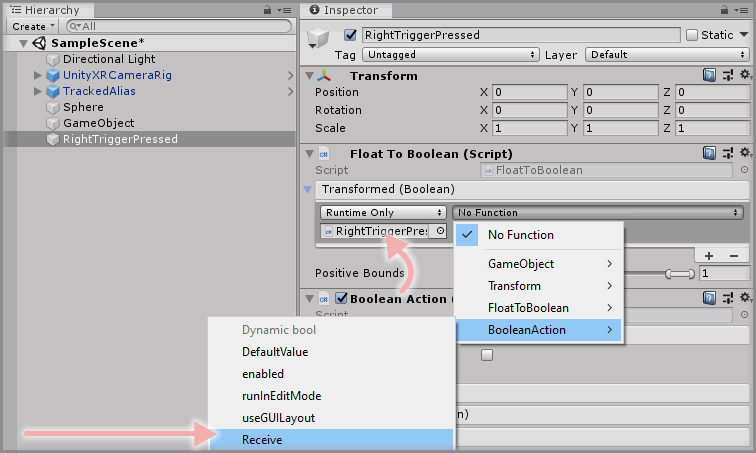 Hierarchy
Create
All
SampleScene*
Directional Light
UnityXRCameraRig
TrackedAlias
Sphere
GameObject
RightTriggerPressed
Inspector
RightTriggerPressed
Static
Tag Untagged Layer Default
Transform
Position X 0 Y 0 Z 0
Rotation X 0 Y 0 Z 0
Scale X 1 Y 1 Z 1
Float To Boolean (Script)
Script FloatToBoolean
Transformed (Boolean)
Runtime Only No Function
RightTriggerPres
Positive Bounds 1
Boolean Action (
Script
No Function
GameObject
Transform
FloatToBoolean
BooleanAction
Dynamic bool
DefaultValue
enabled
runInEditMode
useGUILayout
Receive